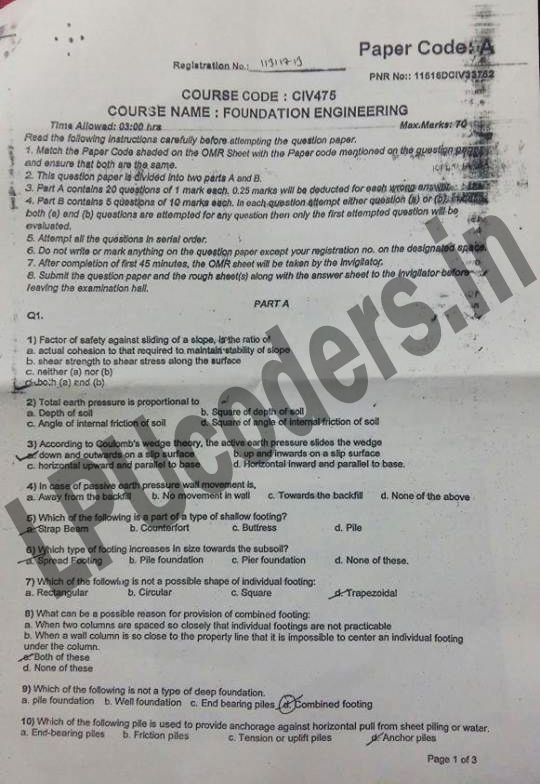 Paper Code: A
Registration No.: 11311713
PNR No:: 11616DCIV33762
COURSE CODE : CIV475
COURSE NAME : FOUNDATION ENGINEERING
Time Allowed: 03:00 hrs Max.Marks: 70
Read the following instructions carefully before attempting the question paper.
1. Match the Paper Code shaded on the OMR Sheet with the Paper code mentioned on the question paper
and ensure that both are the same.
2. This question paper is divided into two parts A and B.
3. Part A contains 20 questions of 1 mark each. 0.25 marks will be deducted for each wrong answer.
4. Part B contains 5 questions of 10 marks each. In each question attempt either question (a) or (b), in case
both (a) and (b) questions are attempted for any question then only the first attempted question will be
evaluated.
5. Attempt all the questions in serial order.
6. Do not write or mark anything on the question paper except your registration no. on the designated space.
7. After completion of first 45 minutes, the OMR sheet will be taken by the Invigilator.
8. Submit the question paper and the rough sheet(s) along with the answer sheet to the invigilator before
leaving the examination hall.
PART A
Q1.
1) Factor of safety against sliding of a slope, is the ratio of
a. actual cohesion to that required to maintain stability of slope
b. shear strength to shear stress along the surface
c. neither (a) nor (b)
d. both (a) end (b)
2) Total earth pressure is proportional to
a. Depth of soil b. Square of depth of soil
c. Angle of internal friction of soil d. Square of angle of internal friction of soil
3) According to Coulomb's wedge theory, the active earth pressure slides the wedge
a. down and outwards on a slip surface b. up and inwards on a slip surface
c. horizontal upward and parallel to base d. Horizontal inward and parallel to base.
4) In case of passive earth pressure wall movement is,
a. Away from the backfill b. No movement in wall c. Towards the backfill d. None of the above
5) Which of the following is a part of a type of shallow footing?
a. Strap Beam b. Counterfort c. Buttress d. Pile
6) Which type of footing increases in size towards the subsoil?
a. Spread Footing b. Pile foundation c. Pier foundation d. None of these.
7) Which of the following is not a possible shape of individual footing:
a. Rectangular b. Circular c. Square d. Trapezoidal
8) What can be a possible reason for provision of combined footing:
a. When two columns are spaced so closely that individual footings are not practicable
b. When a wall column is so close to the property line that it is impossible to center an individual footing
under the column.
c. Both of these
d. None of these
9) Which of the following is not a type of deep foundation.
a. pile foundation b. Well foundation c. End bearing piles d. Combined footing
10) Which of the following pile is used to provide anchorage against horizontal pull from sheet piling or water.
a. End-bearing piles b. Friction piles c. Tension or uplift piles d. Anchor piles
Page 1 of 3
LPUcoders.in